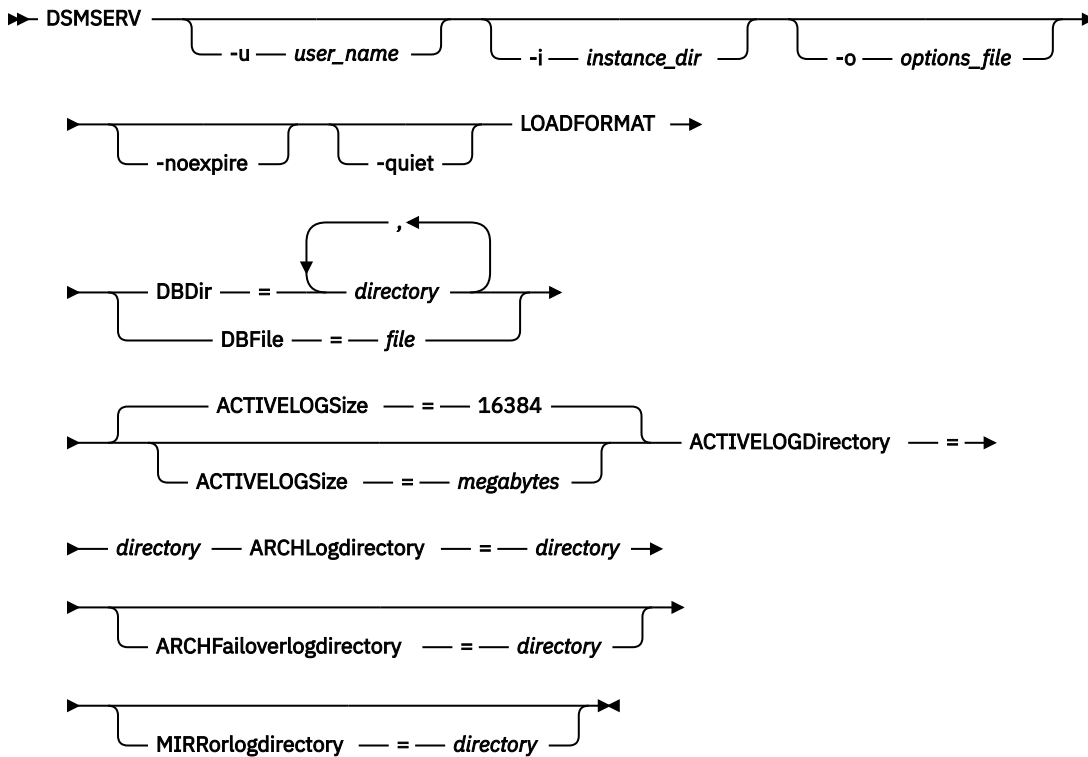 DSMSERV
-u user_name -i instance_dir -o options_file
LOADFORMAT
-noexpire -quiet
,
DBDir = directory
DBFile = file
ACTIVELOGSize = 16384
ACTIVELOGDirectory =
ACTIVELOGSize = megabytes
directory ARCHLogdirectory = directory
ARCHFailoverlogdirectory = directory
MIRRorlogdirectory = directory